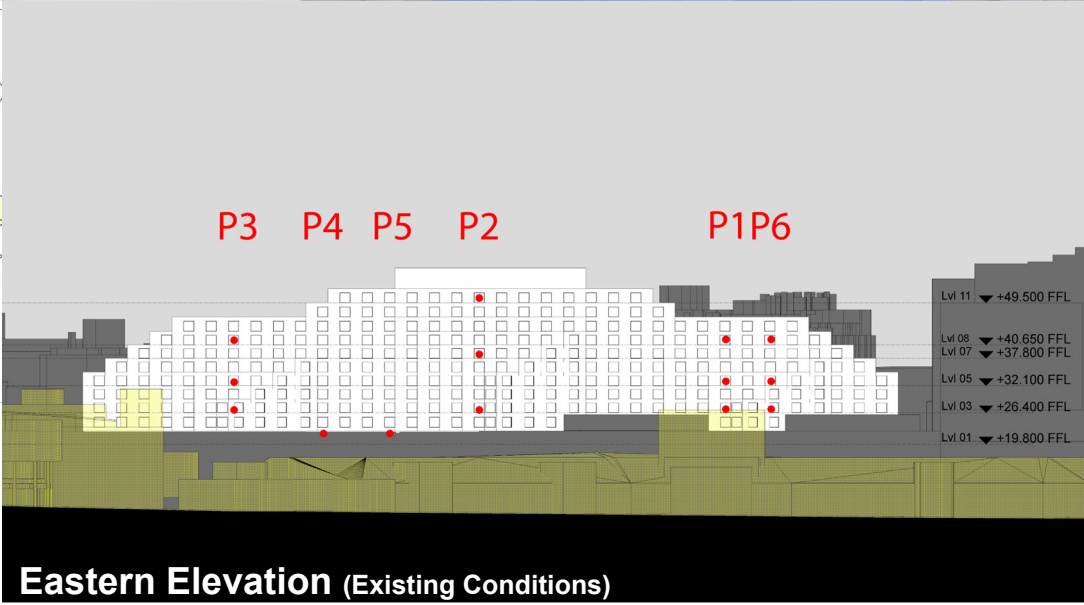 P3 P4 P5 P2 P1 P6
Lvl 11 +49.500 FFL
Lvl 08 +40.650 FFL
Lvl 07 +37.800 FFL
Lvl 05 +32.100 FFL
Lvl 03 +26.400 FFL
Lvl 01 +19.800 FFL
Eastern Elevation (Existing Conditions)